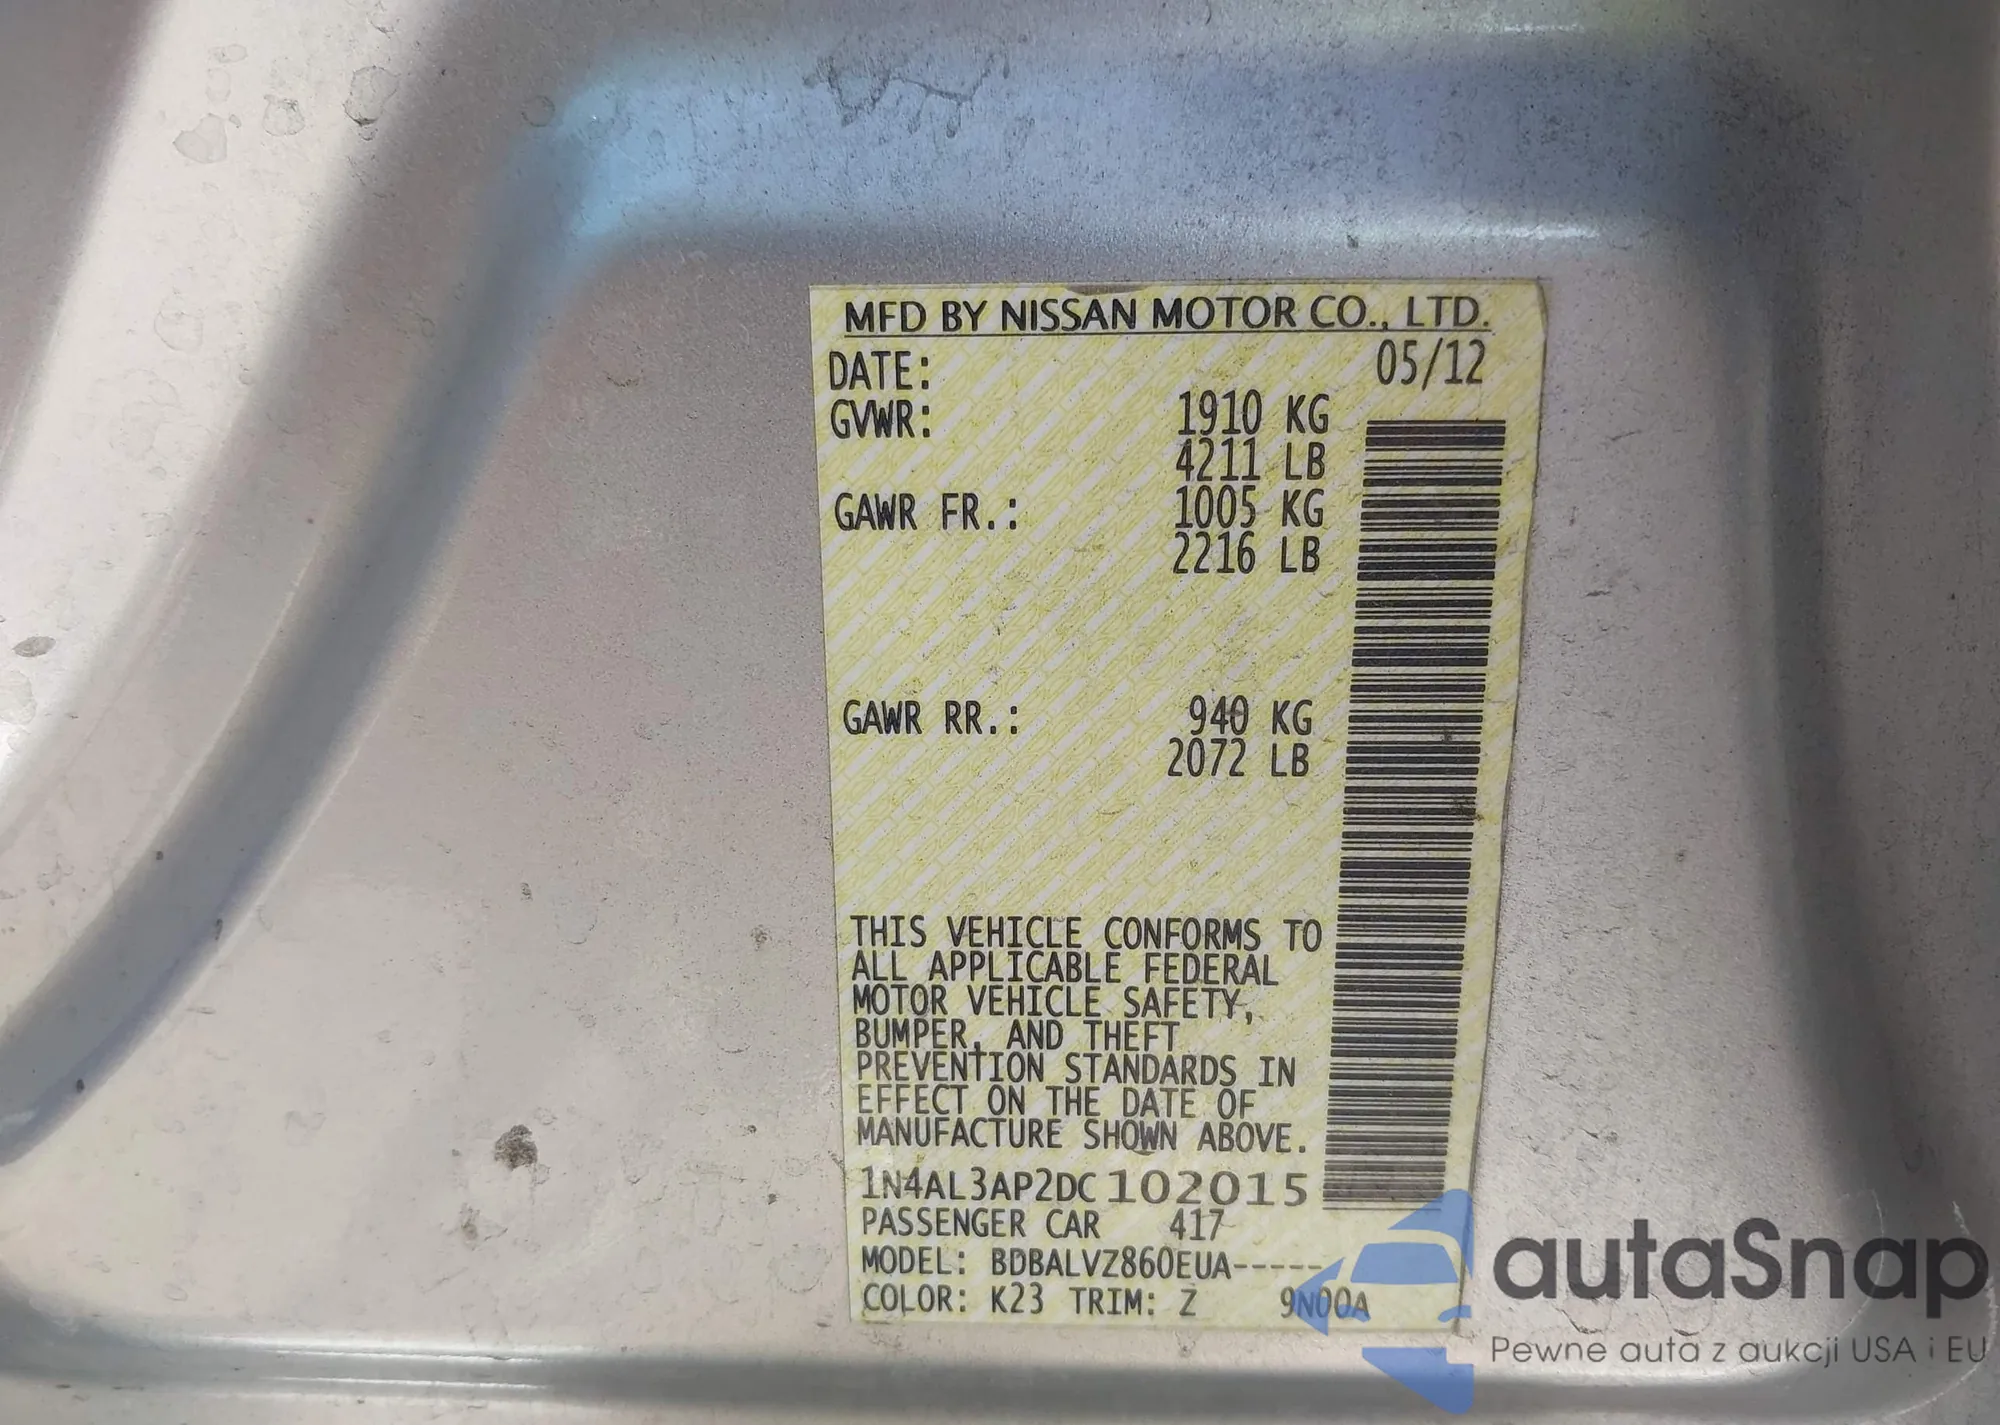 MFD BY NISSAN MOTOR CO., LTD.
DATE: 05/12
GVWR: 1910 KG
4211 LB
GAWR FR.: 1005 KG
2216 LB
GAWR RR.: 940 KG
2072 LB
THIS VEHICLE CONFORMS TO
ALL APPLICABLE FEDERAL
MOTOR VEHICLE SAFETY,
BUMPER, AND THEFT
PREVENTION STANDARDS IN
EFFECT ON THE DATE OF
MANUFACTURE SHOWN ABOVE.
1N4AL3AP2DC102015
PASSENGER CAR 417
MODEL: BDBALVZ860EUA-----
COLOR: K23 TRIM: Z 9N00A
autaSnap
Pewne auta z aukcji USA i EU